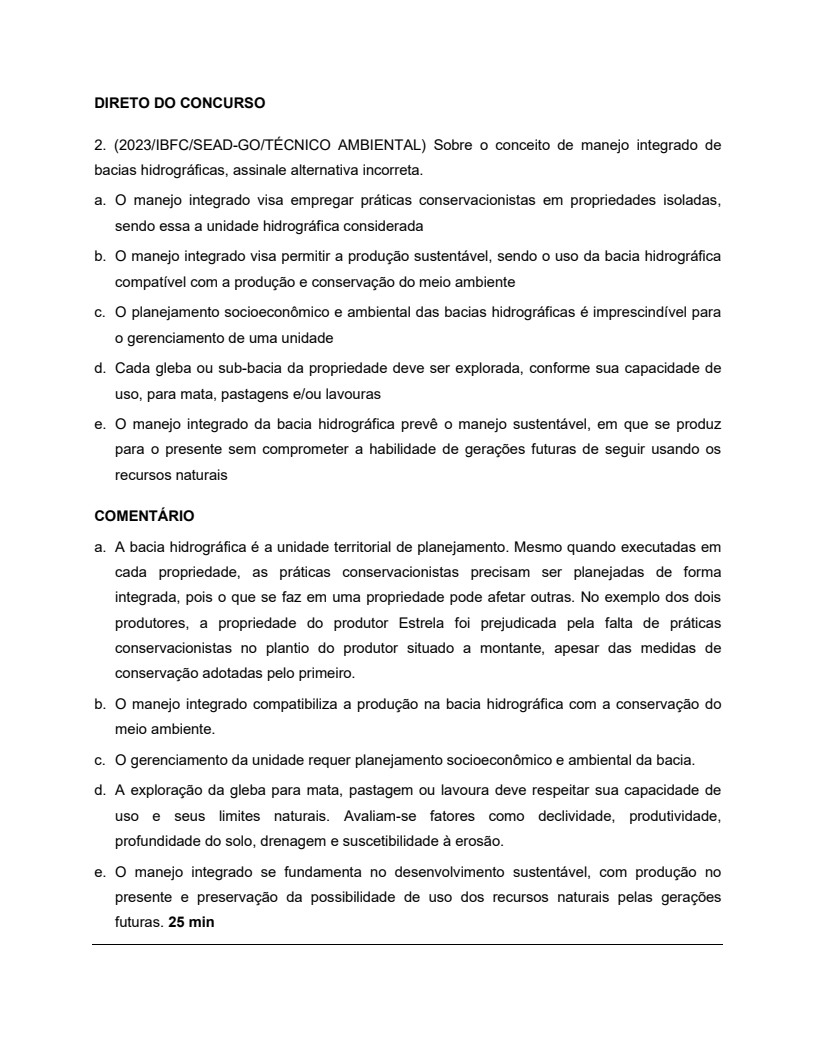 DIRETO DO CONCURSO
2. (2023/IBFC/SEAD-GO/TÉCNICO AMBIENTAL) Sobre o conceito de manejo integrado de
bacias hidrográficas, assinale alternativa incorreta.
a. O manejo integrado visa empregar práticas conservacionistas em propriedades isoladas,
sendo essa a unidade hidrográfica considerada
b. O manejo integrado visa permitir a produção sustentável, sendo o uso da bacia hidrográfica
compatível com a produção e conservação do meio ambiente
c. O planejamento socioeconômico e ambiental das bacias hidrográficas é imprescindível para
o gerenciamento de uma unidade
d. Cada gleba ou sub-bacia da propriedade deve ser explorada, conforme sua capacidade de
uso, para mata, pastagens e/ou lavouras
e. O manejo integrado da bacia hidrográfica prevê o manejo sustentável, em que se produz
para o presente sem comprometer a habilidade de gerações futuras de seguir usando os
recursos naturais
COMENTÁRIO
a. A bacia hidrográfica é a unidade territorial de planejamento. Mesmo quando executadas em
cada propriedade, as práticas conservacionistas precisam ser planejadas de forma
integrada, pois o que se faz em uma propriedade pode afetar outras. No exemplo dos dois
produtores, a propriedade do produtor Estrela foi prejudicada pela falta de práticas
conservacionistas no plantio do produtor situado a montante, apesar das medidas de
conservação adotadas pelo primeiro.
b. O manejo integrado compatibiliza a produção na bacia hidrográfica com a conservação do
meio ambiente.
c. O gerenciamento da unidade requer planejamento socioeconômico e ambiental da bacia.
d. A exploração da gleba para mata, pastagem ou lavoura deve respeitar sua capacidade de
uso e seus limites naturais. Avaliam-se fatores como declividade, produtividade,
profundidade do solo, drenagem e suscetibilidade à erosão.
e. O manejo integrado se fundamenta no desenvolvimento sustentável, com produção no
presente e preservação da possibilidade de uso dos recursos naturais pelas gerações
futuras. 25 min